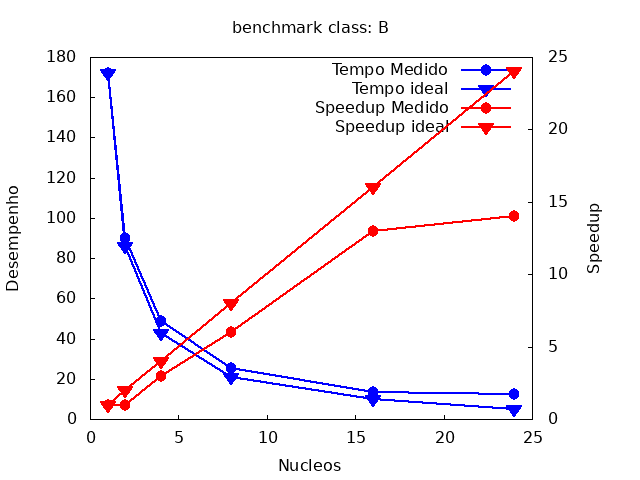 benchmark class: B
180
160
140
120
100
80
60
40
20
0
Desempenho
Tempo Medido
Tempo ideal
Speedup Medido
Speedup ideal
25
20
15
10
5
0
Speedup
0 5 10 15 20 25
Nucleos